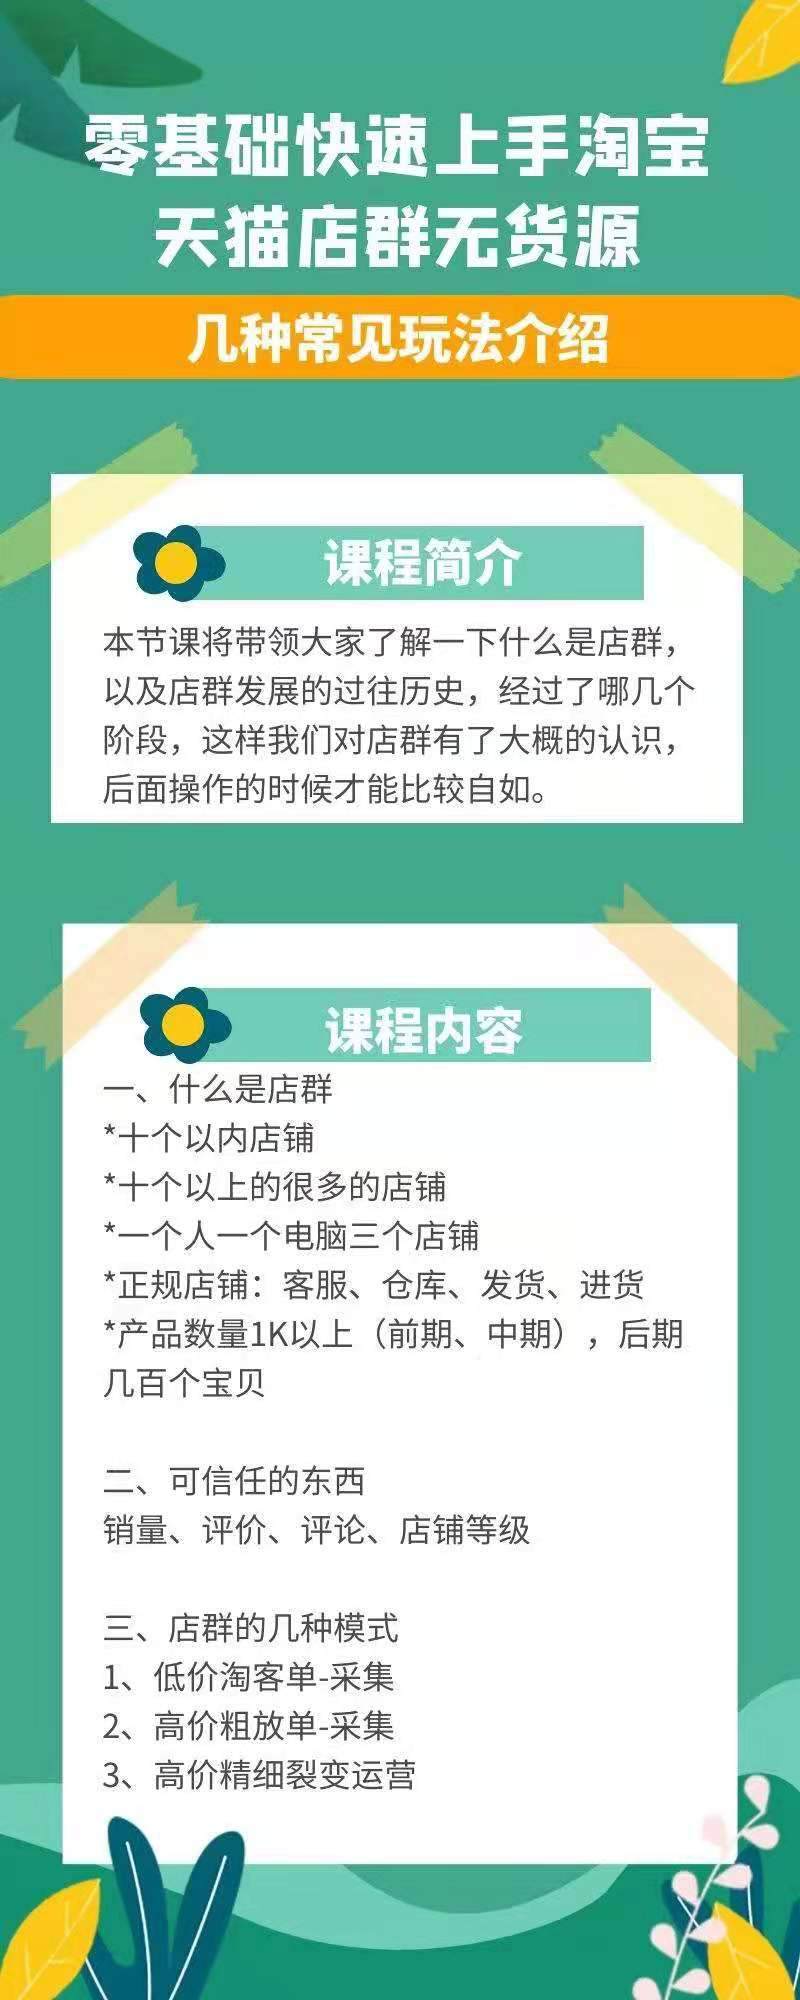 零基础快速上手淘宝
天猫店群无货源
几种常见玩法介绍
课程简介
本节课将带领大家了解一下什么是店群，
以及店群发展的过往历史，经过了哪几个
阶段，这样我们对店群有了大概的认识，
后面操作的时候才能比较自如。
课程内容
一、什么是店群
*十个以内店铺
*十个以上的很多的店铺
*一个人一个电脑三个店铺
*正规店铺：客服、仓库、发货、进货
*产品数量1K以上（前期、中期），后期
几百个宝贝
二、可信任的东西
销量、评价、评论、店铺等级
三、店群的几种模式
1、低价淘客单-采集
2、高价粗放单-采集
3、高价精细裂变运营